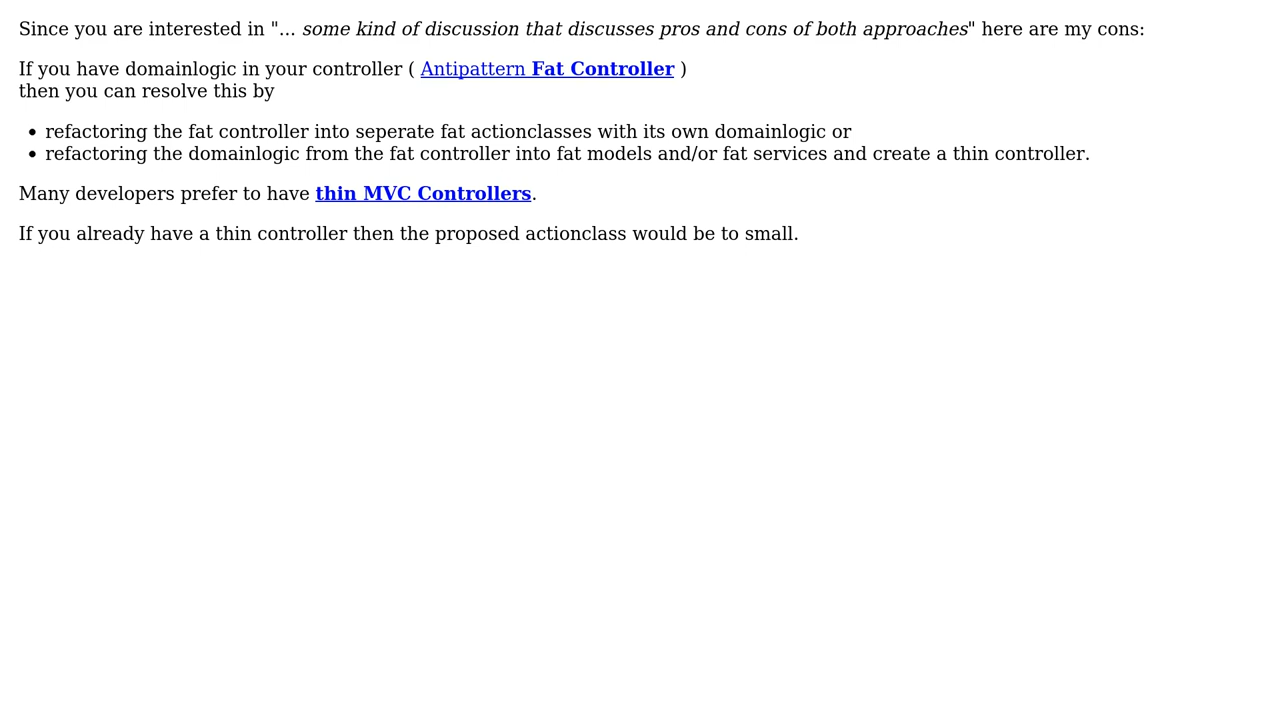 Since you are interested in "... some kind of discussion that discusses pros and cons of both approaches" here are my cons:
If you have domainlogic in your controller ( Antipattern Fat Controller )
then you can resolve this by
• refactoring the fat controller into seperate fat actionclasses with its own domainlogic or
• refactoring the domainlogic from the fat controller into fat models and/or fat services and create a thin controller.
Many developers prefer to have thin MVC Controllers.
If you already have a thin controller then the proposed actionclass would be to small.